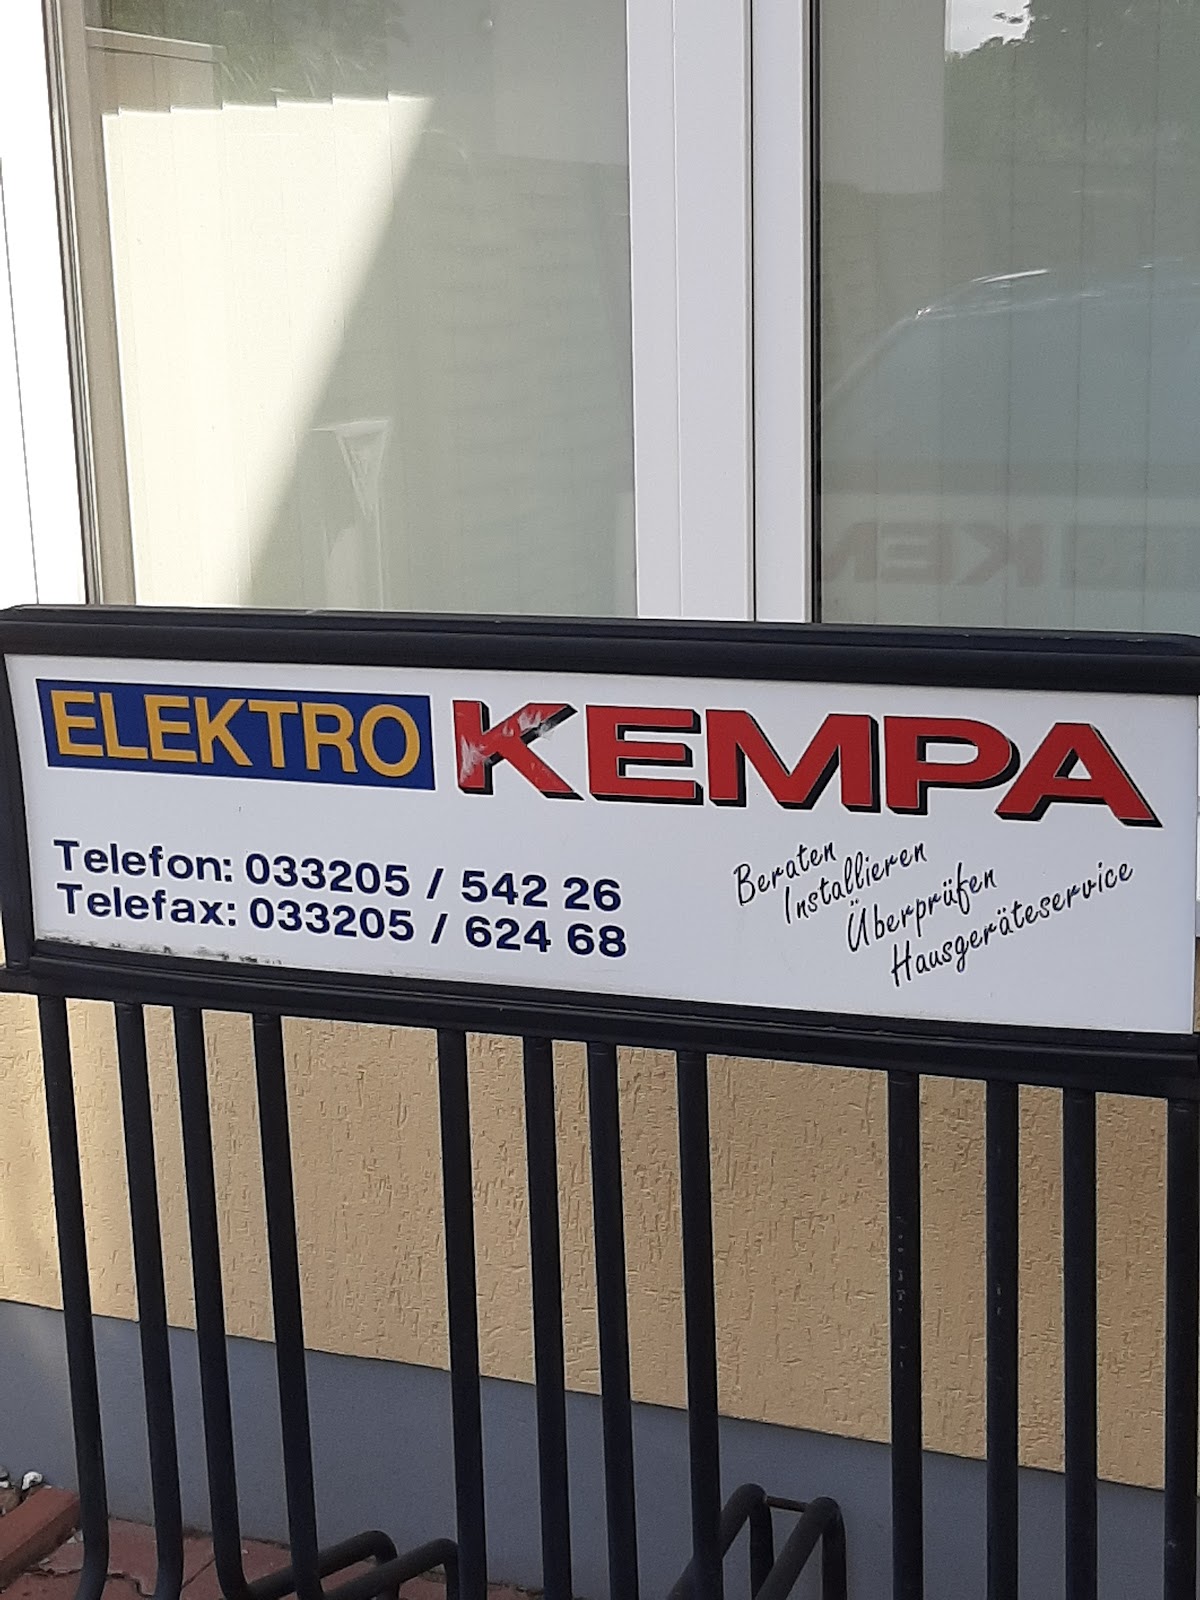 ELEKTRO KEMPA
Telefon: 033205 / 542 26
Telefax: 033205 / 624 68
Beraten
Installieren
Überprüfen
Hausgeräteservice